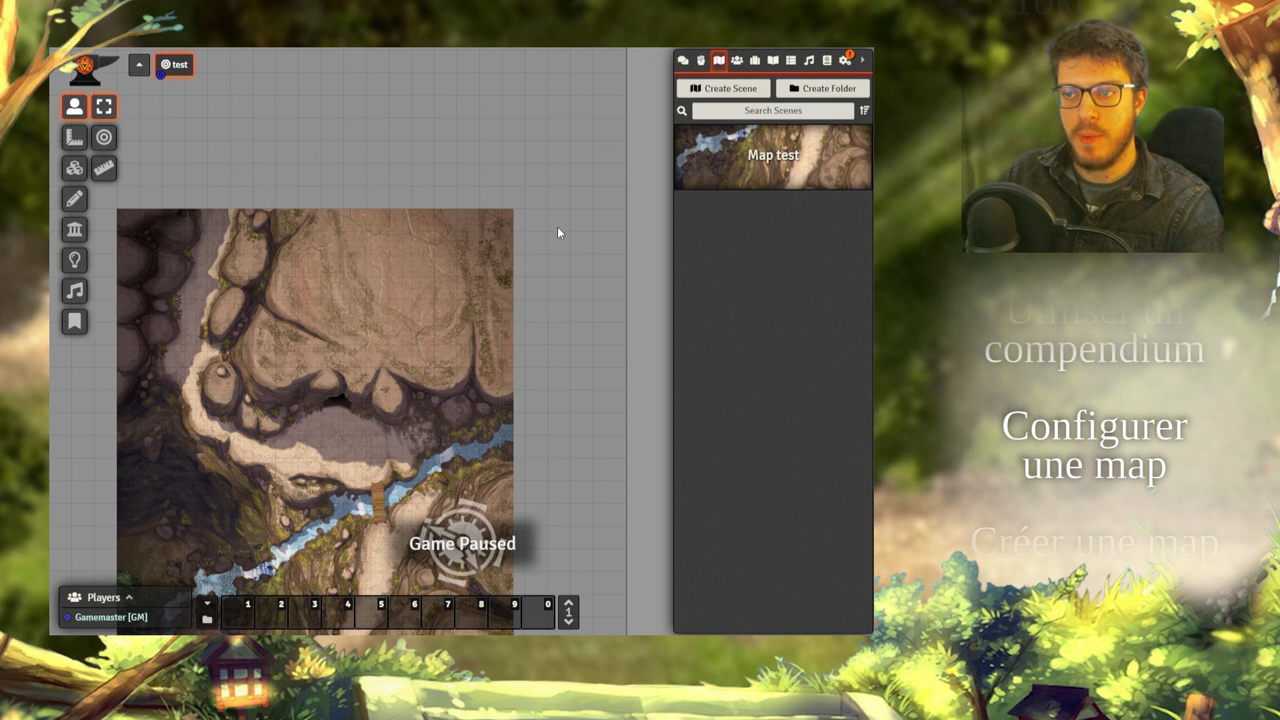 test
Create Scene
Create Folder
Search Scenes
Map test
Utiliser un
compendium
Configurer
une map
Créer une map
Game Paused
Players
Gamemaster [GM]
1 2 3 4 5 6 7 8 9 0
1